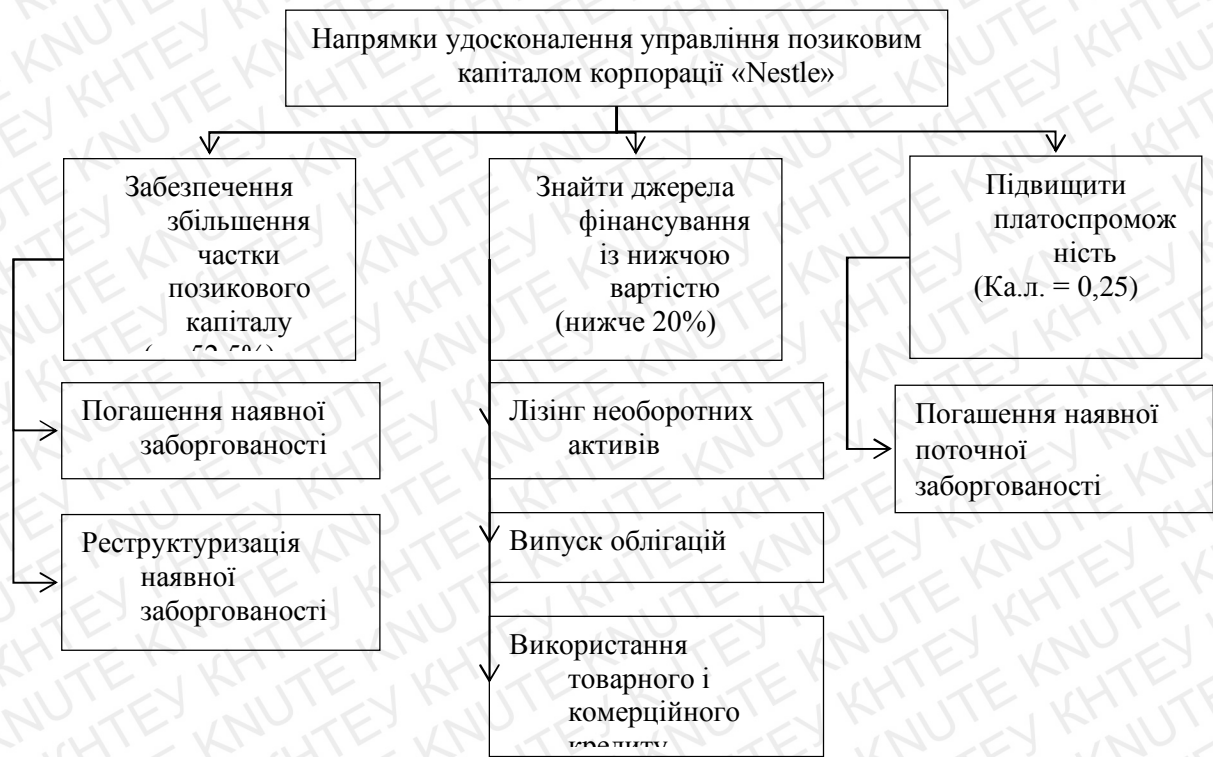 Напрямки удосконалення управління позиковим
капіталом корпорації «Nestle»
Забезпечення
збільшення
частки
позикового
капіталу
Знайти джерела
фінансування
із нижчою
вартістю
(нижче 20%)
Підвищити
платоспромож
ність
(Ка.л. = 0,25)
Погашення наявної
заборгованості
Реструктуризація
наявної
заборгованості
Лізінг необоротних
активів
Випуск облігацій
Використання
товарного і
комерційного
кредиту
Погашення наявної
поточної
заборгованості